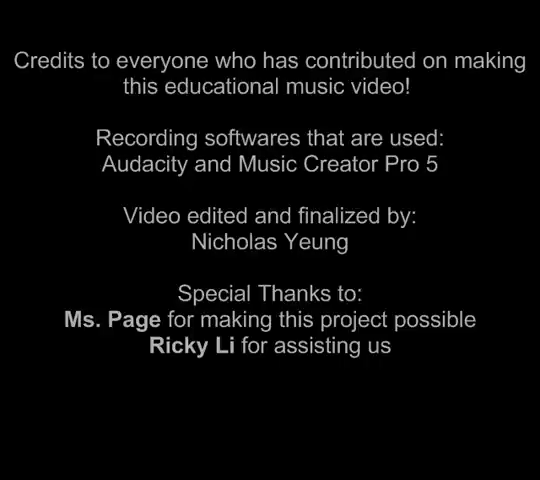 Credits to everyone who has contributed on making
this educational music video!
Recording softwares that are used:
Audacity and Music Creator Pro 5
Video edited and finalized by:
Nicholas Yeung
Special Thanks to:
Ms. Page for making this project possible
Ricky Li for assisting us